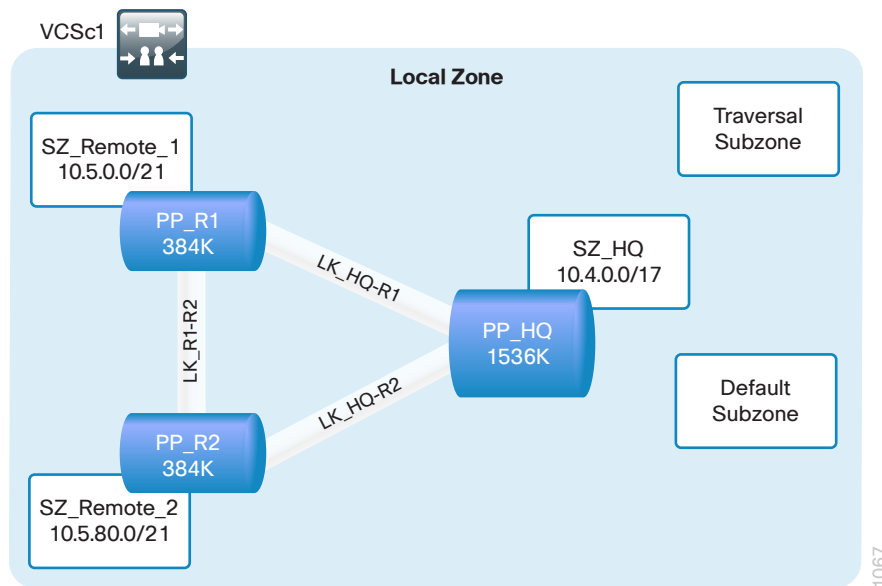 VCSc1
Local Zone
Traversal
Subzone
SZ_Remote_1
10.5.0.0/21
PP_R1
384K
SZ_HQ
10.4.0.0/17
LK_HQ-R1
LK_R1-R2
PP_HQ
1536K
LK_HQ-R2
Default
Subzone
PP_R2
384K
SZ_Remote_2
10.5.80.0/21
1067